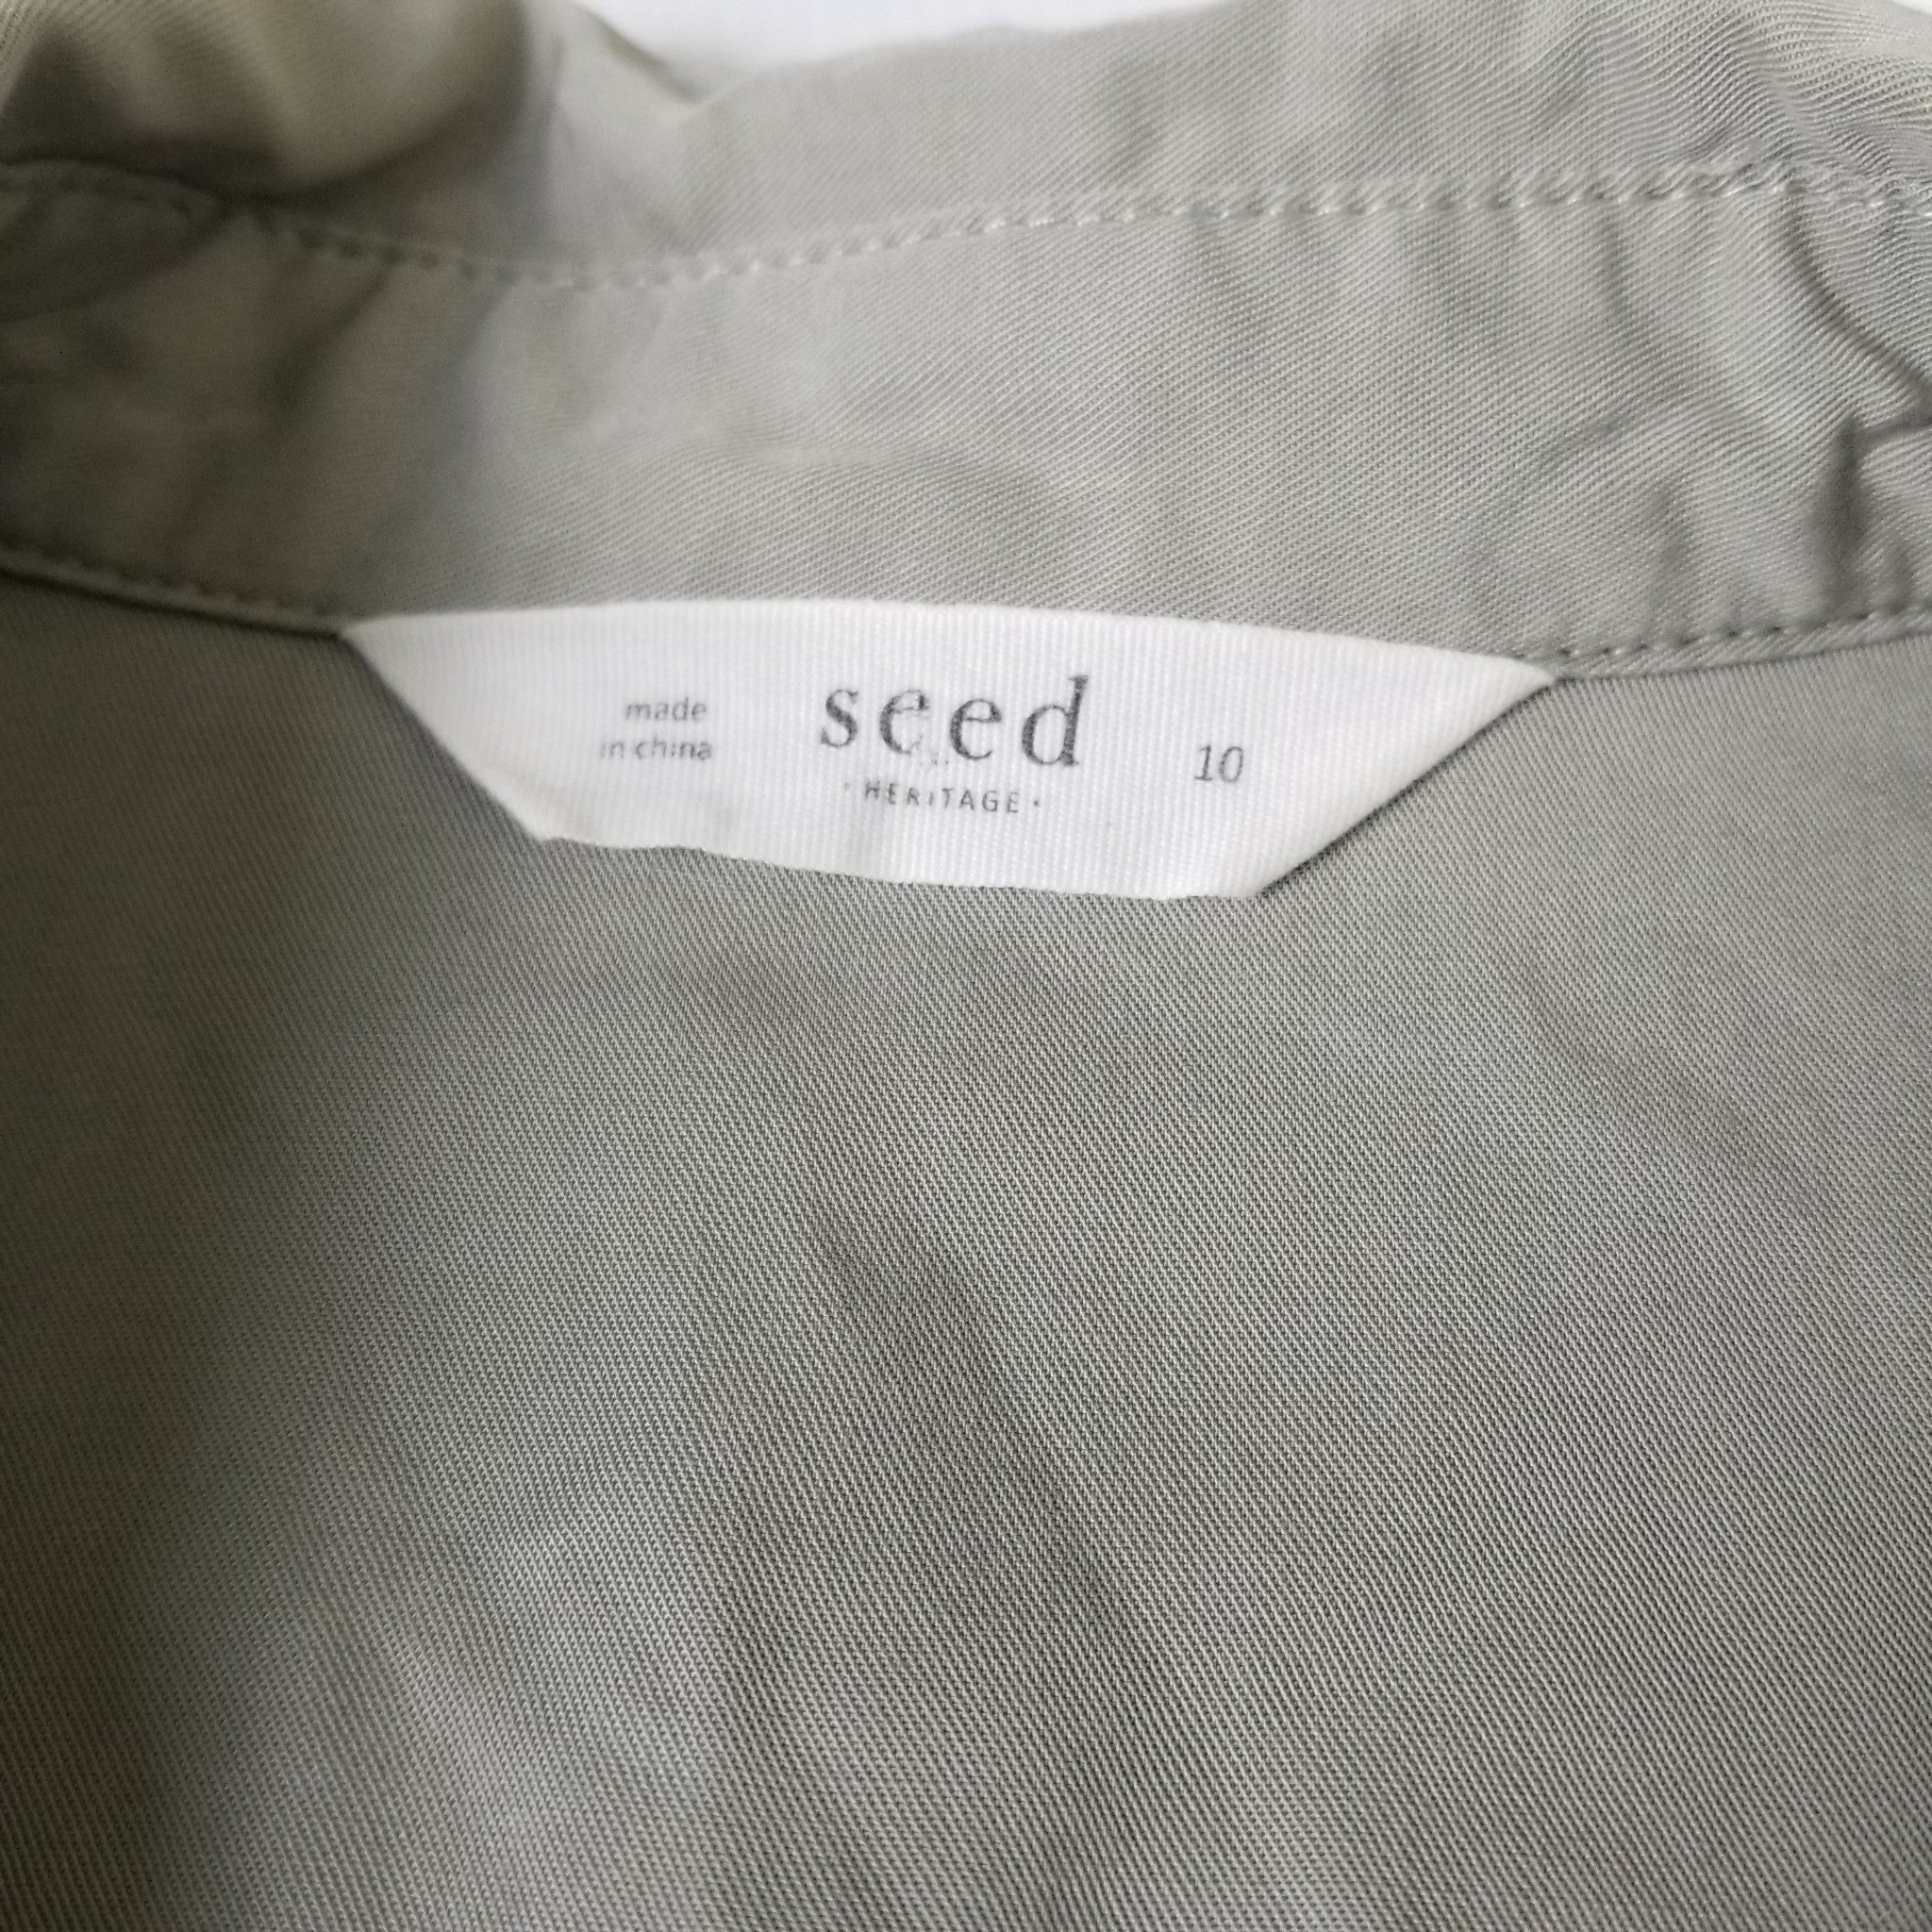 made
in china
seed
· HERITAGE ·
10